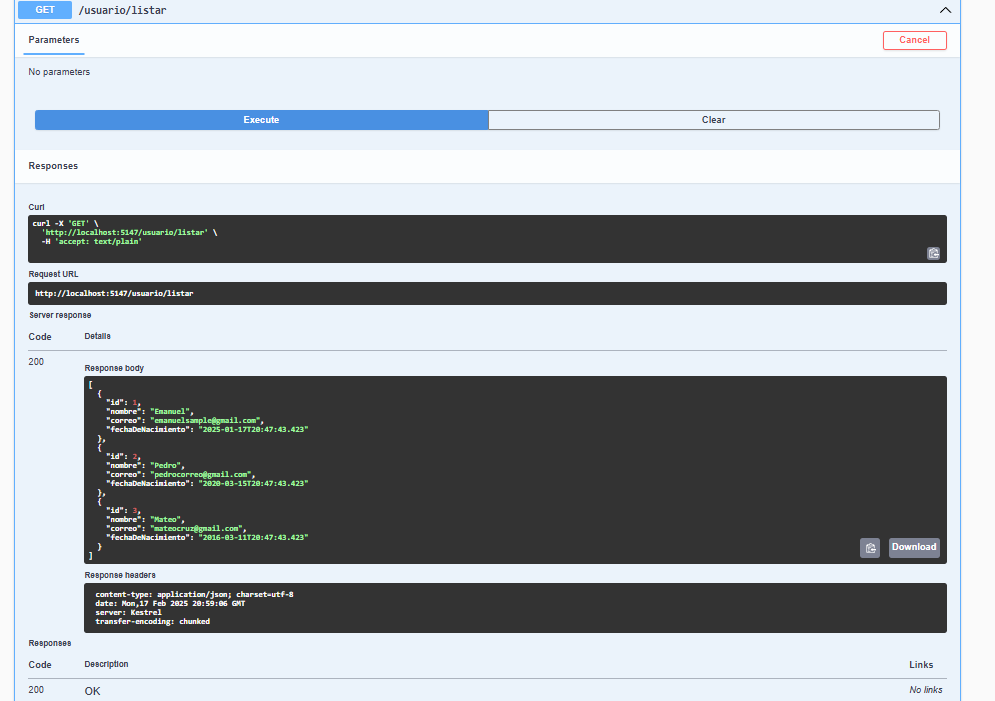 GET /usuario/listar
Parameters
Cancel
No parameters
Execute
Clear
Responses
Curl
curl -X 'GET' \
  'http://localhost:5147/usuario/listar' \
  -H 'accept: text/plain'
Request URL
http://localhost:5147/usuario/listar
Server response
Code Details
200
Response body
[
  {
    "id": 1,
    "nombre": "Emanuel",
    "correo": "emanuelsample@gmail.com",
    "fechaDeNacimiento": "2025-01-17T20:47:43.423"
  },
  {
    "id": 2,
    "nombre": "Pedro",
    "correo": "pedrocorreo@gmail.com",
    "fechaDeNacimiento": "2020-03-15T20:47:43.423"
  },
  {
    "id": 3,
    "nombre": "Mateo",
    "correo": "mateocruz@gmail.com",
    "fechaDeNacimiento": "2016-03-11T20:47:43.423"
  }
]
Download
Response headers
content-type: application/json; charset=utf-8
date: Mon,17 Feb 2025 20:59:06 GMT
server: Kestrel
transfer-encoding: chunked
Responses
Code Description Links
200 OK No links